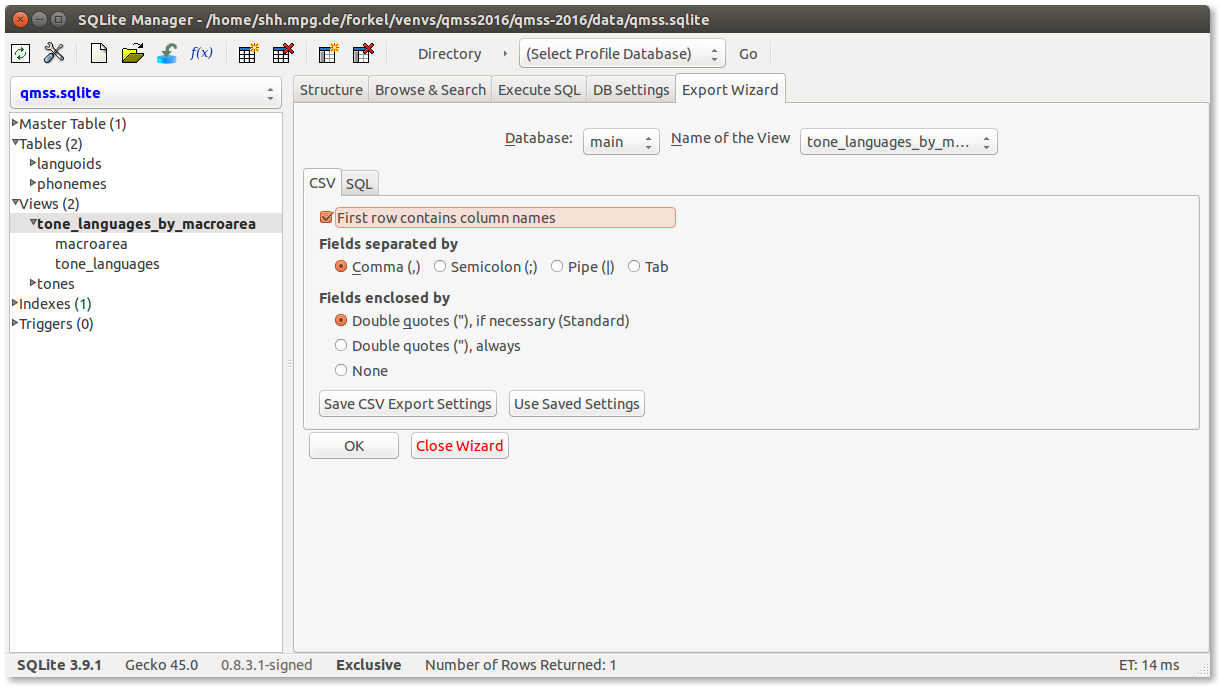 SQLite Manager - /home/shh.mpg.de/forkel/venvs/qmss2016/qmss-2016/data/qmss.sqlite
f(x) Directory (Select Profile Database) Go
qmss.sqlite
Master Table (1)
Tables (2)
languoids
phonemes
Views (2)
tone_languages_by_macroarea
macroarea
tone_languages
tones
Indexes (1)
Triggers (0)
Structure Browse & Search Execute SQL DB Settings Export Wizard
Database: main Name of the View tone_languages_by_m...
CSV SQL
First row contains column names
Fields separated by
Comma (,) Semicolon (;) Pipe (|) Tab
Fields enclosed by
Double quotes ("), if necessary (Standard)
Double quotes ("), always
None
Save CSV Export Settings Use Saved Settings
OK Close Wizard
SQLite 3.9.1 Gecko 45.0 0.8.3.1-signed Exclusive Number of Rows Returned: 1 ET: 14 ms